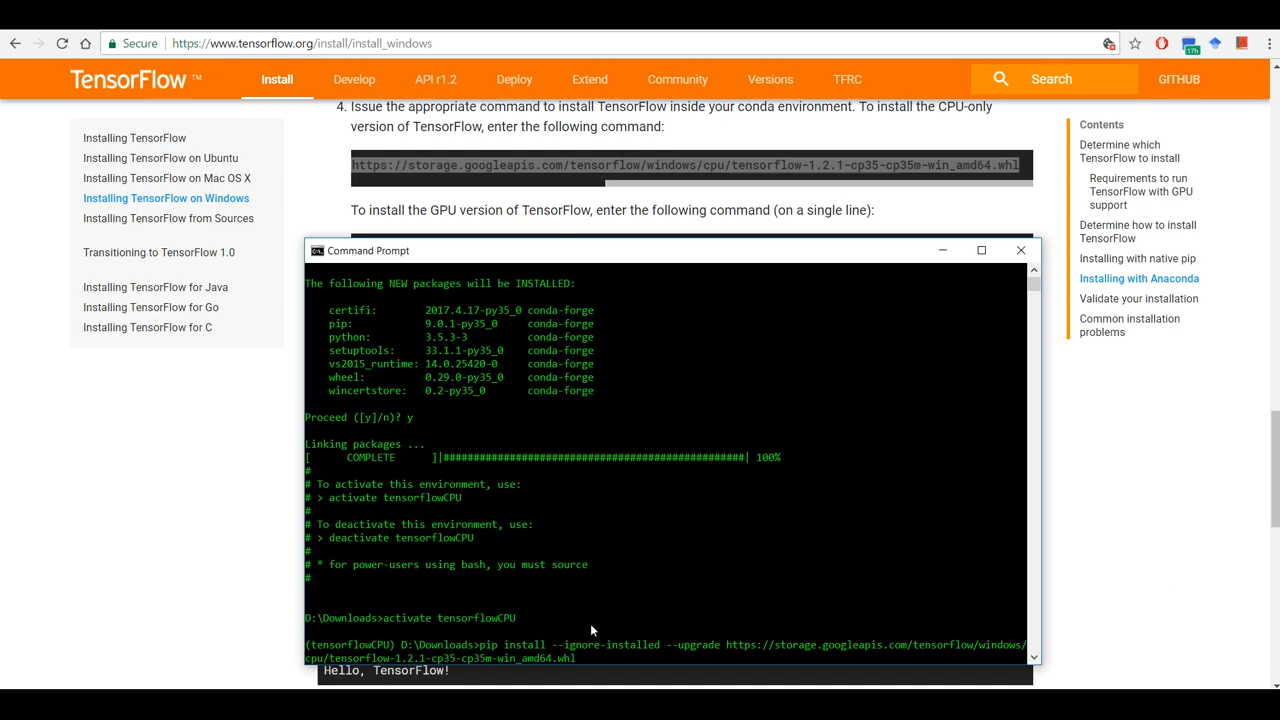 Secure https://www.tensorflow.org/install/install_windows
17h
TensorFlow ™ Install Develop API r1.2 Deploy Extend Community Versions TFRC Search GITHUB
Installing TensorFlow
Installing TensorFlow on Ubuntu
Installing TensorFlow on Mac OS X
Installing TensorFlow on Windows
Installing TensorFlow from Sources
Transitioning to TensorFlow 1.0
Installing TensorFlow for Java
Installing TensorFlow for Go
Installing TensorFlow for C
4. Issue the appropriate command to install TensorFlow inside your conda environment. To install the CPU-only
version of TensorFlow, enter the following command:
https://storage.googleapis.com/tensorflow/windows/cpu/tensorflow-1.2.1-cp35-cp35m-win_amd64.whl
To install the GPU version of TensorFlow, enter the following command (on a single line):
Command Prompt
The following NEW packages will be INSTALLED:
certifi: 2017.4.17-py35_0 conda-forge
pip: 9.0.1-py35_0 conda-forge
python: 3.5.3-3 conda-forge
setuptools: 33.1.1-py35_0 conda-forge
vs2015_runtime: 14.0.25420-0 conda-forge
wheel: 0.29.0-py35_0 conda-forge
wincertstore: 0.2-py35_0 conda-forge
Proceed ([y]/n)? y
Linking packages ...
[ COMPLETE ]|##################################################| 100%
#
# To activate this environment, use:
# > activate tensorflowCPU
#
# To deactivate this environment, use:
# > deactivate tensorflowCPU
#
# * for power-users using bash, you must source
#
D:\Downloads>activate tensorflowCPU
(tensorflowCPU) D:\Downloads>pip install --ignore-installed --upgrade https://storage.googleapis.com/tensorflow/windows/
cpu/tensorflow-1.2.1-cp35-cp35m-win_amd64.whl
Hello, TensorFlow!
Contents
Determine which
TensorFlow to install
Requirements to run
TensorFlow with GPU
support
Determine how to install
TensorFlow
Installing with native pip
Installing with Anaconda
Validate your installation
Common installation
problems